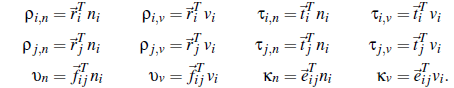 ρ_{i,n} = \vec{r}_i^T n_i   ρ_{i,v} = \vec{r}_i^T v_i   τ_{i,n} = \vec{t}_i^T n_i   τ_{i,v} = \vec{t}_i^T v_i
ρ_{j,n} = \vec{r}_j^T n_i   ρ_{j,v} = \vec{r}_j^T v_i   τ_{j,n} = \vec{t}_j^T n_i   τ_{j,v} = \vec{t}_j^T v_i
υ_n = \vec{f}_{ij}^T n_i   υ_v = \vec{f}_{ij}^T v_i   κ_n = \vec{e}_{ij}^T n_i   κ_v = \vec{e}_{ij}^T v_i.